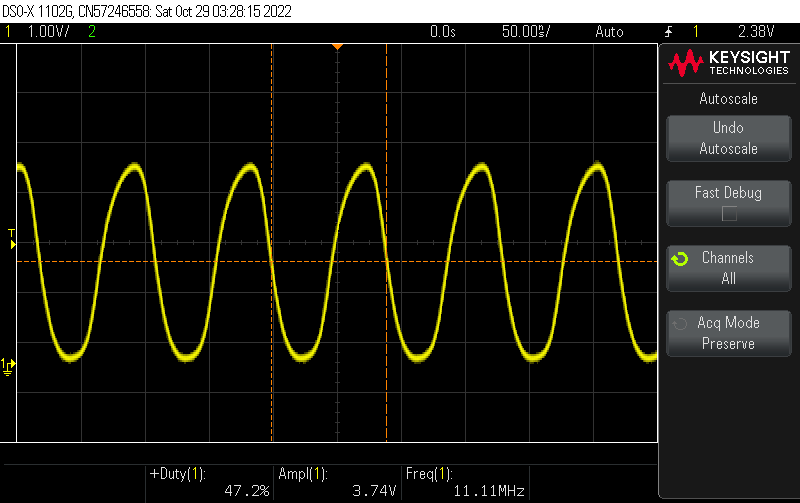 DSO-X 1102G, CN57246558: Sat Oct 29 03:28:15 2022
1 1.00V/ 2 0.0s 50.00ns/ Auto 1 2.38V
KEYSIGHT
TECHNOLOGIES
Autoscale
Undo
Autoscale
Fast Debug
T
Channels
All
Acq Mode
Preserve
1
+Duty(1): Ampl(1): Freq(1):
47.2% 3.74V 11.11MHz